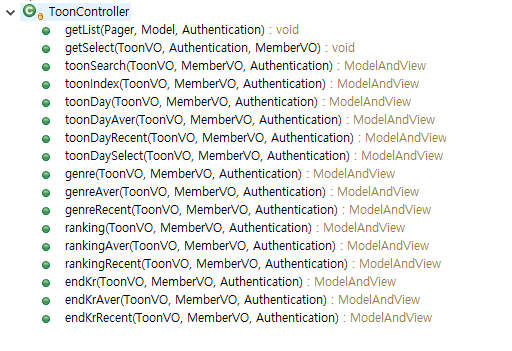 ToonController
getList(Pager, Model, Authentication) : void
getSelect(ToonVO, Authentication, MemberVO) : void
toonSearch(ToonVO, MemberVO, Authentication) : ModelAndView
toonIndex(ToonVO, MemberVO, Authentication) : ModelAndView
toonDay(ToonVO, MemberVO, Authentication) : ModelAndView
toonDayAver(ToonVO, MemberVO, Authentication) : ModelAndView
toonDayRecent(ToonVO, MemberVO, Authentication) : ModelAndView
toonDaySelect(ToonVO, MemberVO, Authentication) : ModelAndView
genre(ToonVO, MemberVO, Authentication) : ModelAndView
genreAver(ToonVO, MemberVO, Authentication) : ModelAndView
genreRecent(ToonVO, MemberVO, Authentication) : ModelAndView
ranking(ToonVO, MemberVO, Authentication) : ModelAndView
rankingAver(ToonVO, MemberVO, Authentication) : ModelAndView
rankingRecent(ToonVO, MemberVO, Authentication) : ModelAndView
endKr(ToonVO, MemberVO, Authentication) : ModelAndView
endKrAver(ToonVO, MemberVO, Authentication) : ModelAndView
endKrRecent(ToonVO, MemberVO, Authentication) : ModelAndView